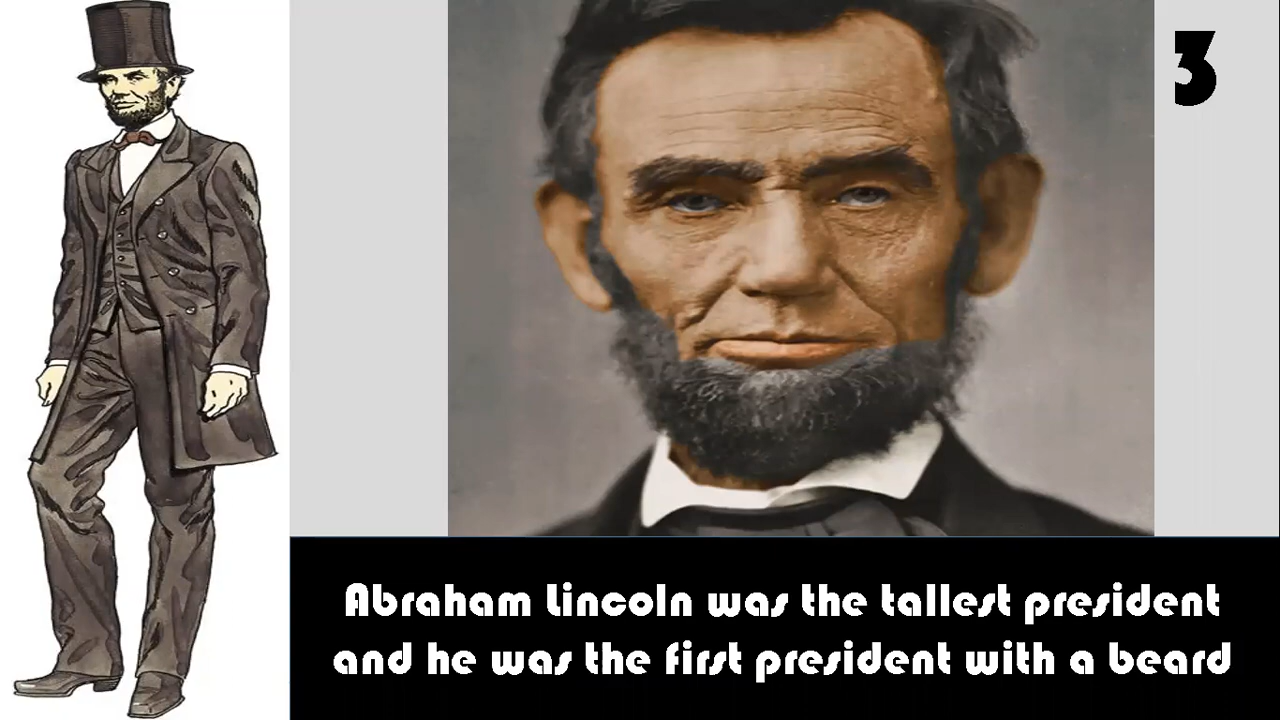 3
Abraham Lincoln was the tallest president
and he was the first president with a beard